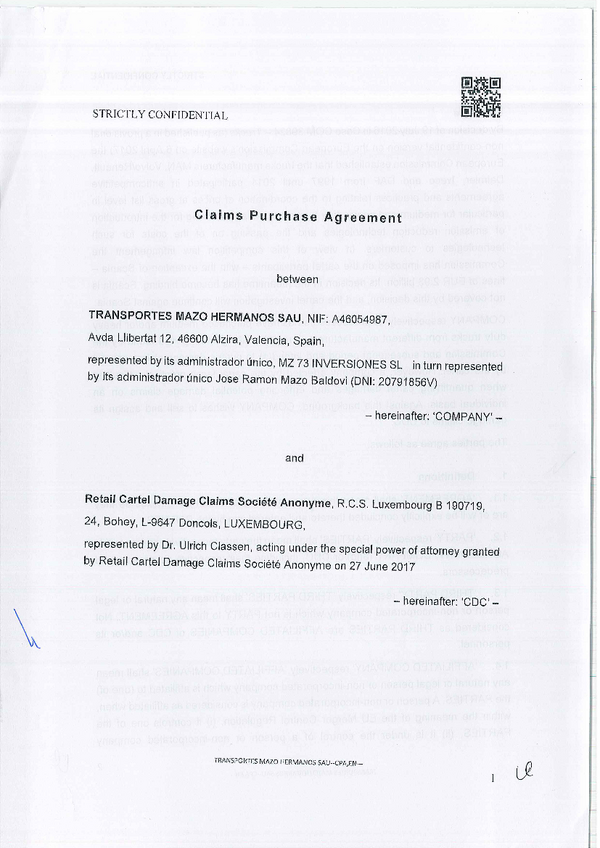 STRICTLY CONFIDENTIAL
Claims Purchase Agreement
between
TRANSPORTES MAZO HERMANOS SAU, NIF: A46054987,
Avda Llibertat 12, 46600 Alzira, Valencia, Spain,
represented by its administrador único, MZ 73 INVERSIONES SL in turn represented
by its administrador único Jose Ramon Mazo Baldovi (DNI: 20791856V)
– hereinafter: 'COMPANY' –
and
Retail Cartel Damage Claims Société Anonyme, R.C.S. Luxembourg B 190719,
24, Bohey, L-9647 Doncols, LUXEMBOURG,
represented by Dr. Ulrich Classen, acting under the special power of attorney granted
by Retail Cartel Damage Claims Société Anonyme on 27 June 2017
– hereinafter: 'CDC' –
TRANSPORTES MAZO HERMANOS SAU--CPA,EN--
1